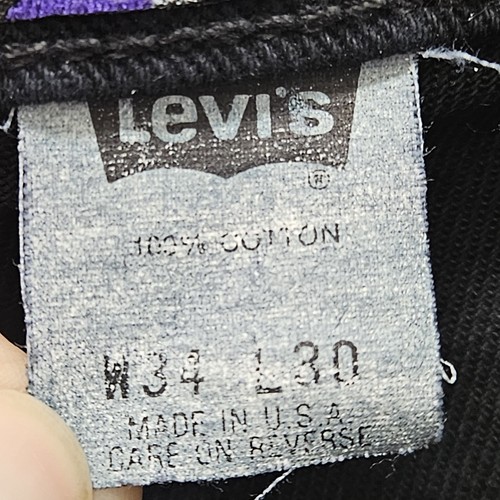 Levi's
®
100% COTTON
W34 L30
MADE IN U.S.A.
CARE ON REVERSE